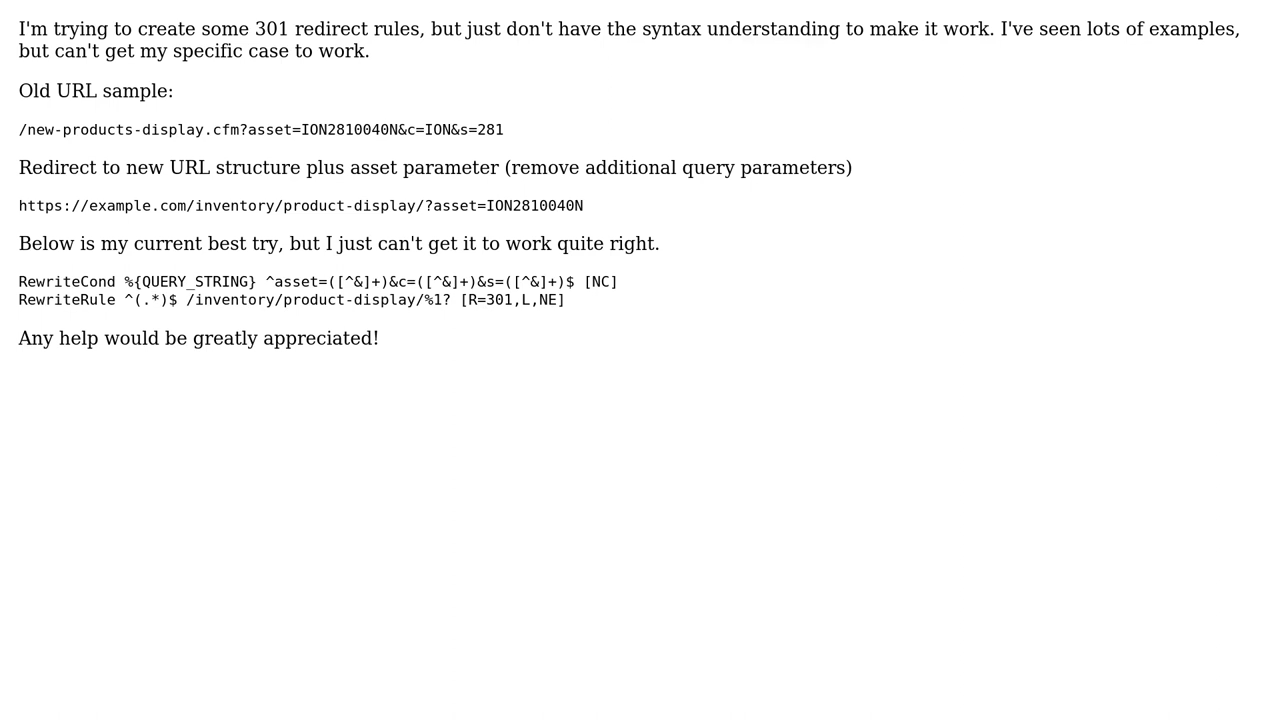 I'm trying to create some 301 redirect rules, but just don't have the syntax understanding to make it work. I've seen lots of examples,
but can't get my specific case to work.
Old URL sample:
/new-products-display.cfm?asset=ION2810040N&c=ION&s=281
Redirect to new URL structure plus asset parameter (remove additional query parameters)
https://example.com/inventory/product-display/?asset=ION2810040N
Below is my current best try, but I just can't get it to work quite right.
RewriteCond %{QUERY_STRING} ^asset=([^&]+)&c=([^&]+)&s=([^&]+)$ [NC]
RewriteRule ^(.*)$ /inventory/product-display/%1? [R=301,L,NE]
Any help would be greatly appreciated!